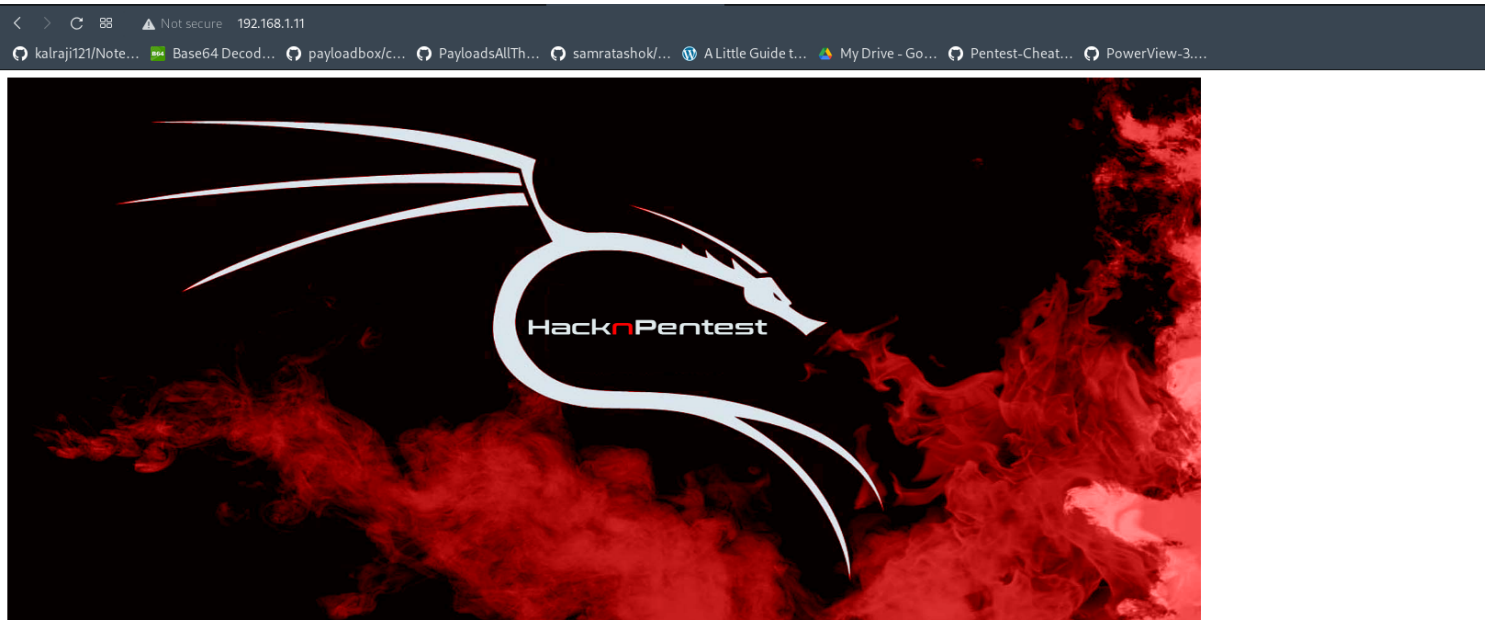 Not secure 192.168.1.11
kalraji121/Note... B64 Base64 Decod... payloadbox/c... PayloadsAllTh... samratashok/... A Little Guide t... My Drive - Go... Pentest-Cheat... PowerView-3....
HacknPentest